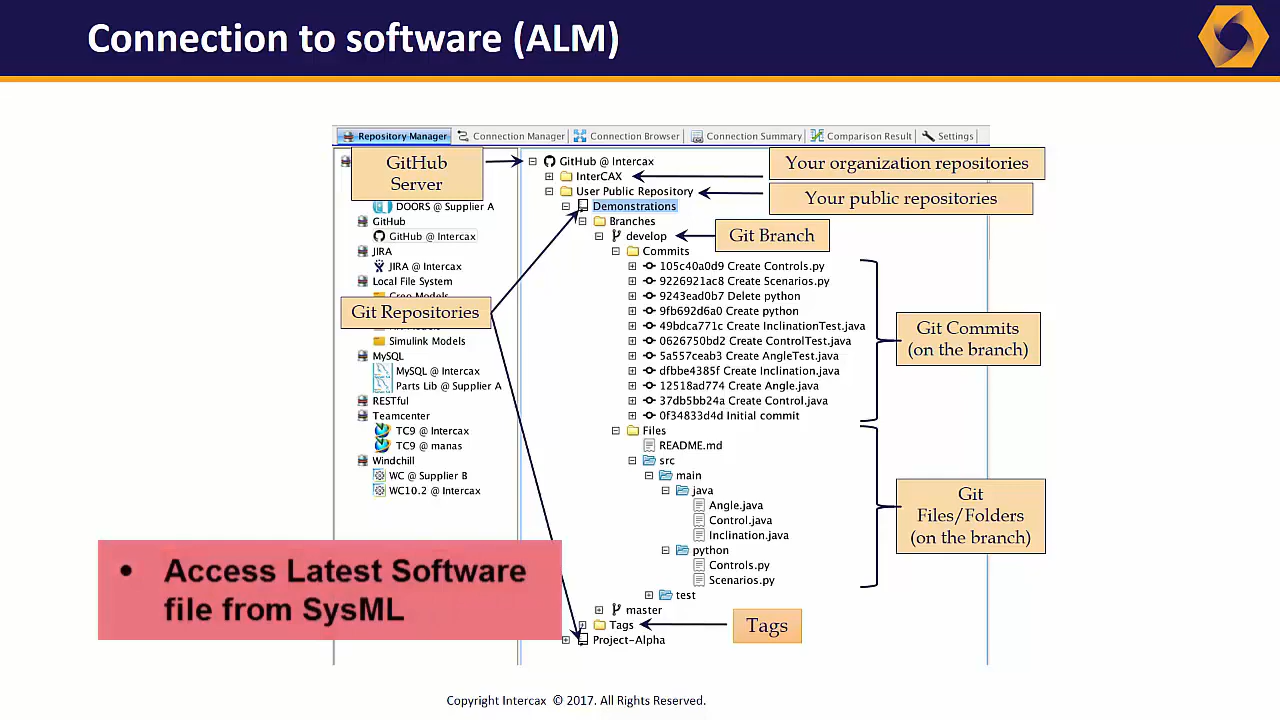 Connection to software (ALM)
Repository Manager
Connection Manager
Connection Browser
Connection Summary
Comparison Result
Settings
GitHub
Server
DOORS @ Supplier A
GitHub
GitHub @ Intercax
JIRA
JIRA @ Intercax
Local File System
Creo Models
Git Repositories
Simulink Models
MySQL
MySQL @ Intercax
Parts Lib @ Supplier A
RESTful
Teamcenter
TC9 @ Intercax
TC9 @ manas
Windchill
WC @ Supplier B
WC10.2 @ Intercax
GitHub @ Intercax
InterCAX
User Public Repository
Demonstrations
Branches
develop
Commits
105c40a0d9 Create Controls.py
9226921ac8 Create Scenarios.py
9243ead0b7 Delete python
9fb692d6a0 Create python
49bdca771c Create InclinationTest.java
0626750bd2 Create ControlTest.java
5a557ceab3 Create AngleTest.java
dfbbe4385f Create Inclination.java
12518ad774 Create Angle.java
37db5bb24a Create Control.java
0f34833d4d Initial commit
Files
README.md
src
main
java
Angle.java
Control.java
Inclination.java
python
Controls.py
Scenarios.py
test
master
Tags
Project-Alpha
Your organization repositories
Your public repositories
Git Branch
Git Commits
(on the branch)
Git
Files/Folders
(on the branch)
Tags
• Access Latest Software
file from SysML
Copyright Intercax © 2017. All Rights Reserved.